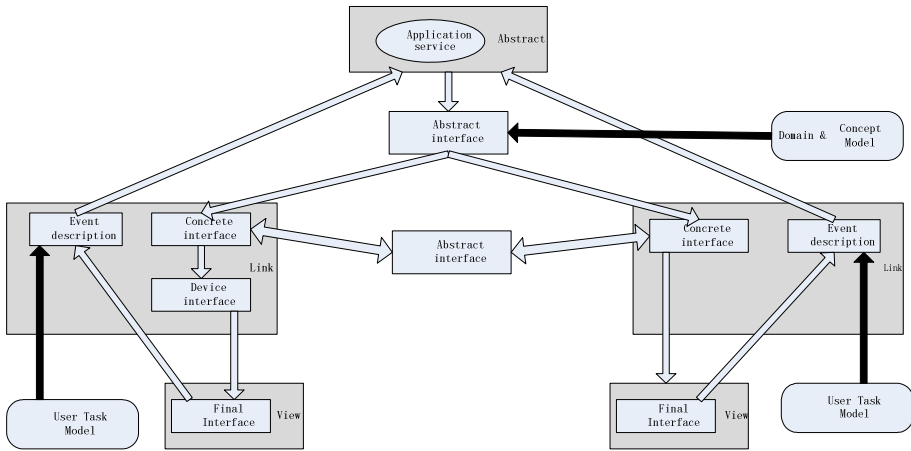 Application
service
Abstract
Abstract
interface
Domain & Concept
Model
Event
description
Concrete
interface
Link
Device
interface
Abstract
interface
Concrete
interface
Event
description
Link
User Task
Model
Final
Interface
View
Final
Interface
View
User Task
Model